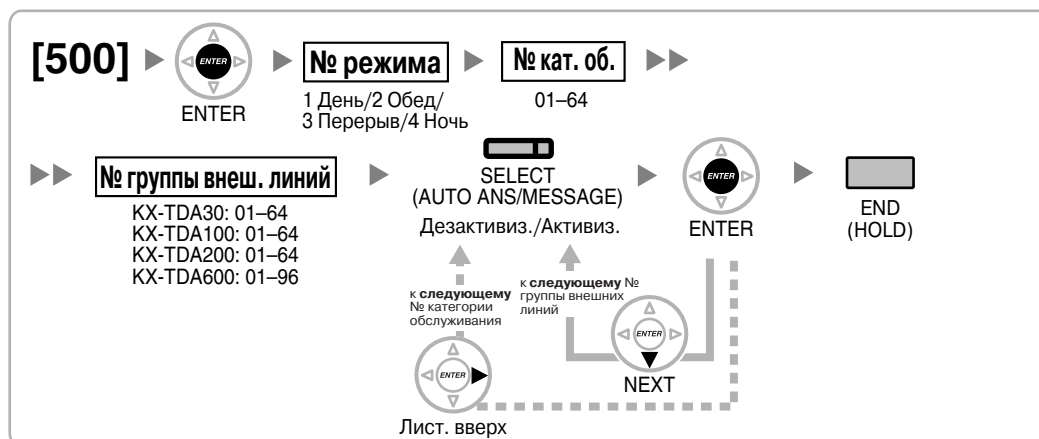 [500]
ENTER
ENTER
№ режима
1 День/2 Обед/
3 Перерыв/4 Ночь
№ кат. об.
01–64
№ группы внеш. линий
KX-TDA30: 01–64
KX-TDA100: 01–64
KX-TDA200: 01–64
KX-TDA600: 01–96
SELECT
(AUTO ANS/MESSAGE)
Дезактивиз./Активиз.
ENTER
ENTER
END
(HOLD)
к следующему
№ категории
обслуживания
к следующему №
группы внешних
линий
ENTER
NEXT
ENTER
Лист. вверх